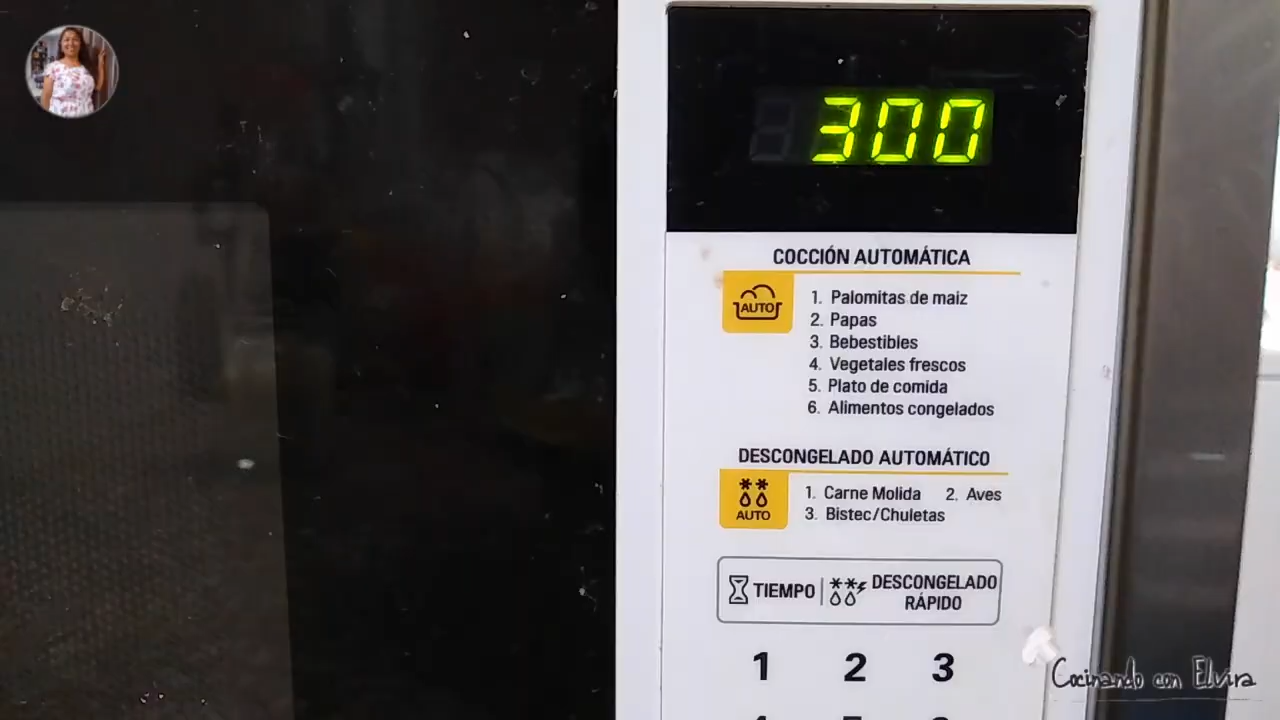 300
COCCIÓN AUTOMÁTICA
AUTO
1. Palomitas de maiz
2. Papas
3. Bebestibles
4. Vegetales frescos
5. Plato de comida
6. Alimentos congelados
DESCONGELADO AUTOMÁTICO
AUTO
1. Carne Molida 2. Aves
3. Bistec/Chuletas
TIEMPO | DESCONGELADO RÁPIDO
1 2 3
Cocinando con Elvira